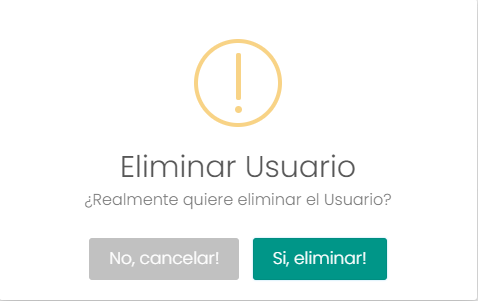 Eliminar Usuario
¿Realmente quiere eliminar el Usuario?
No, cancelar!
Si, eliminar!